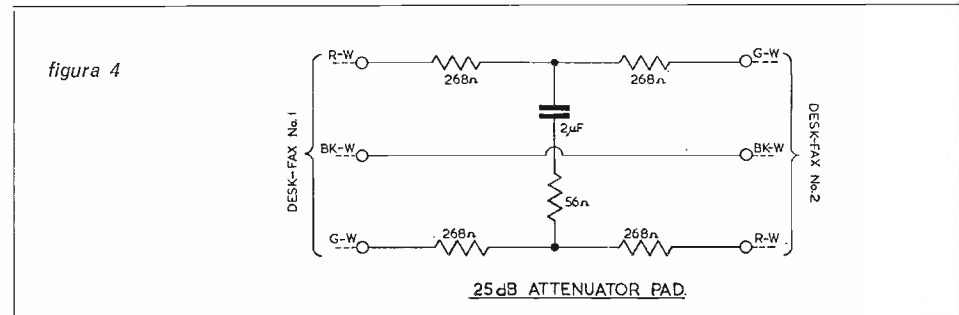 figura 4
R-W
268Ω
268Ω
G-W
2μF
DESK-FAX No.1
BK-W
BK-W
DESK-FAX No.2
56Ω
G-W
268Ω
268Ω
R-W
25dB ATTENUATOR PAD.